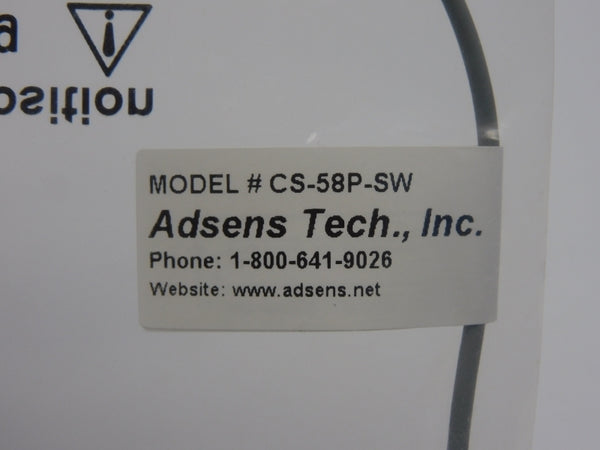 MODEL # CS-58P-SW
Adsens Tech., Inc.
Phone: 1-800-641-9026
Website: www.adsens.net